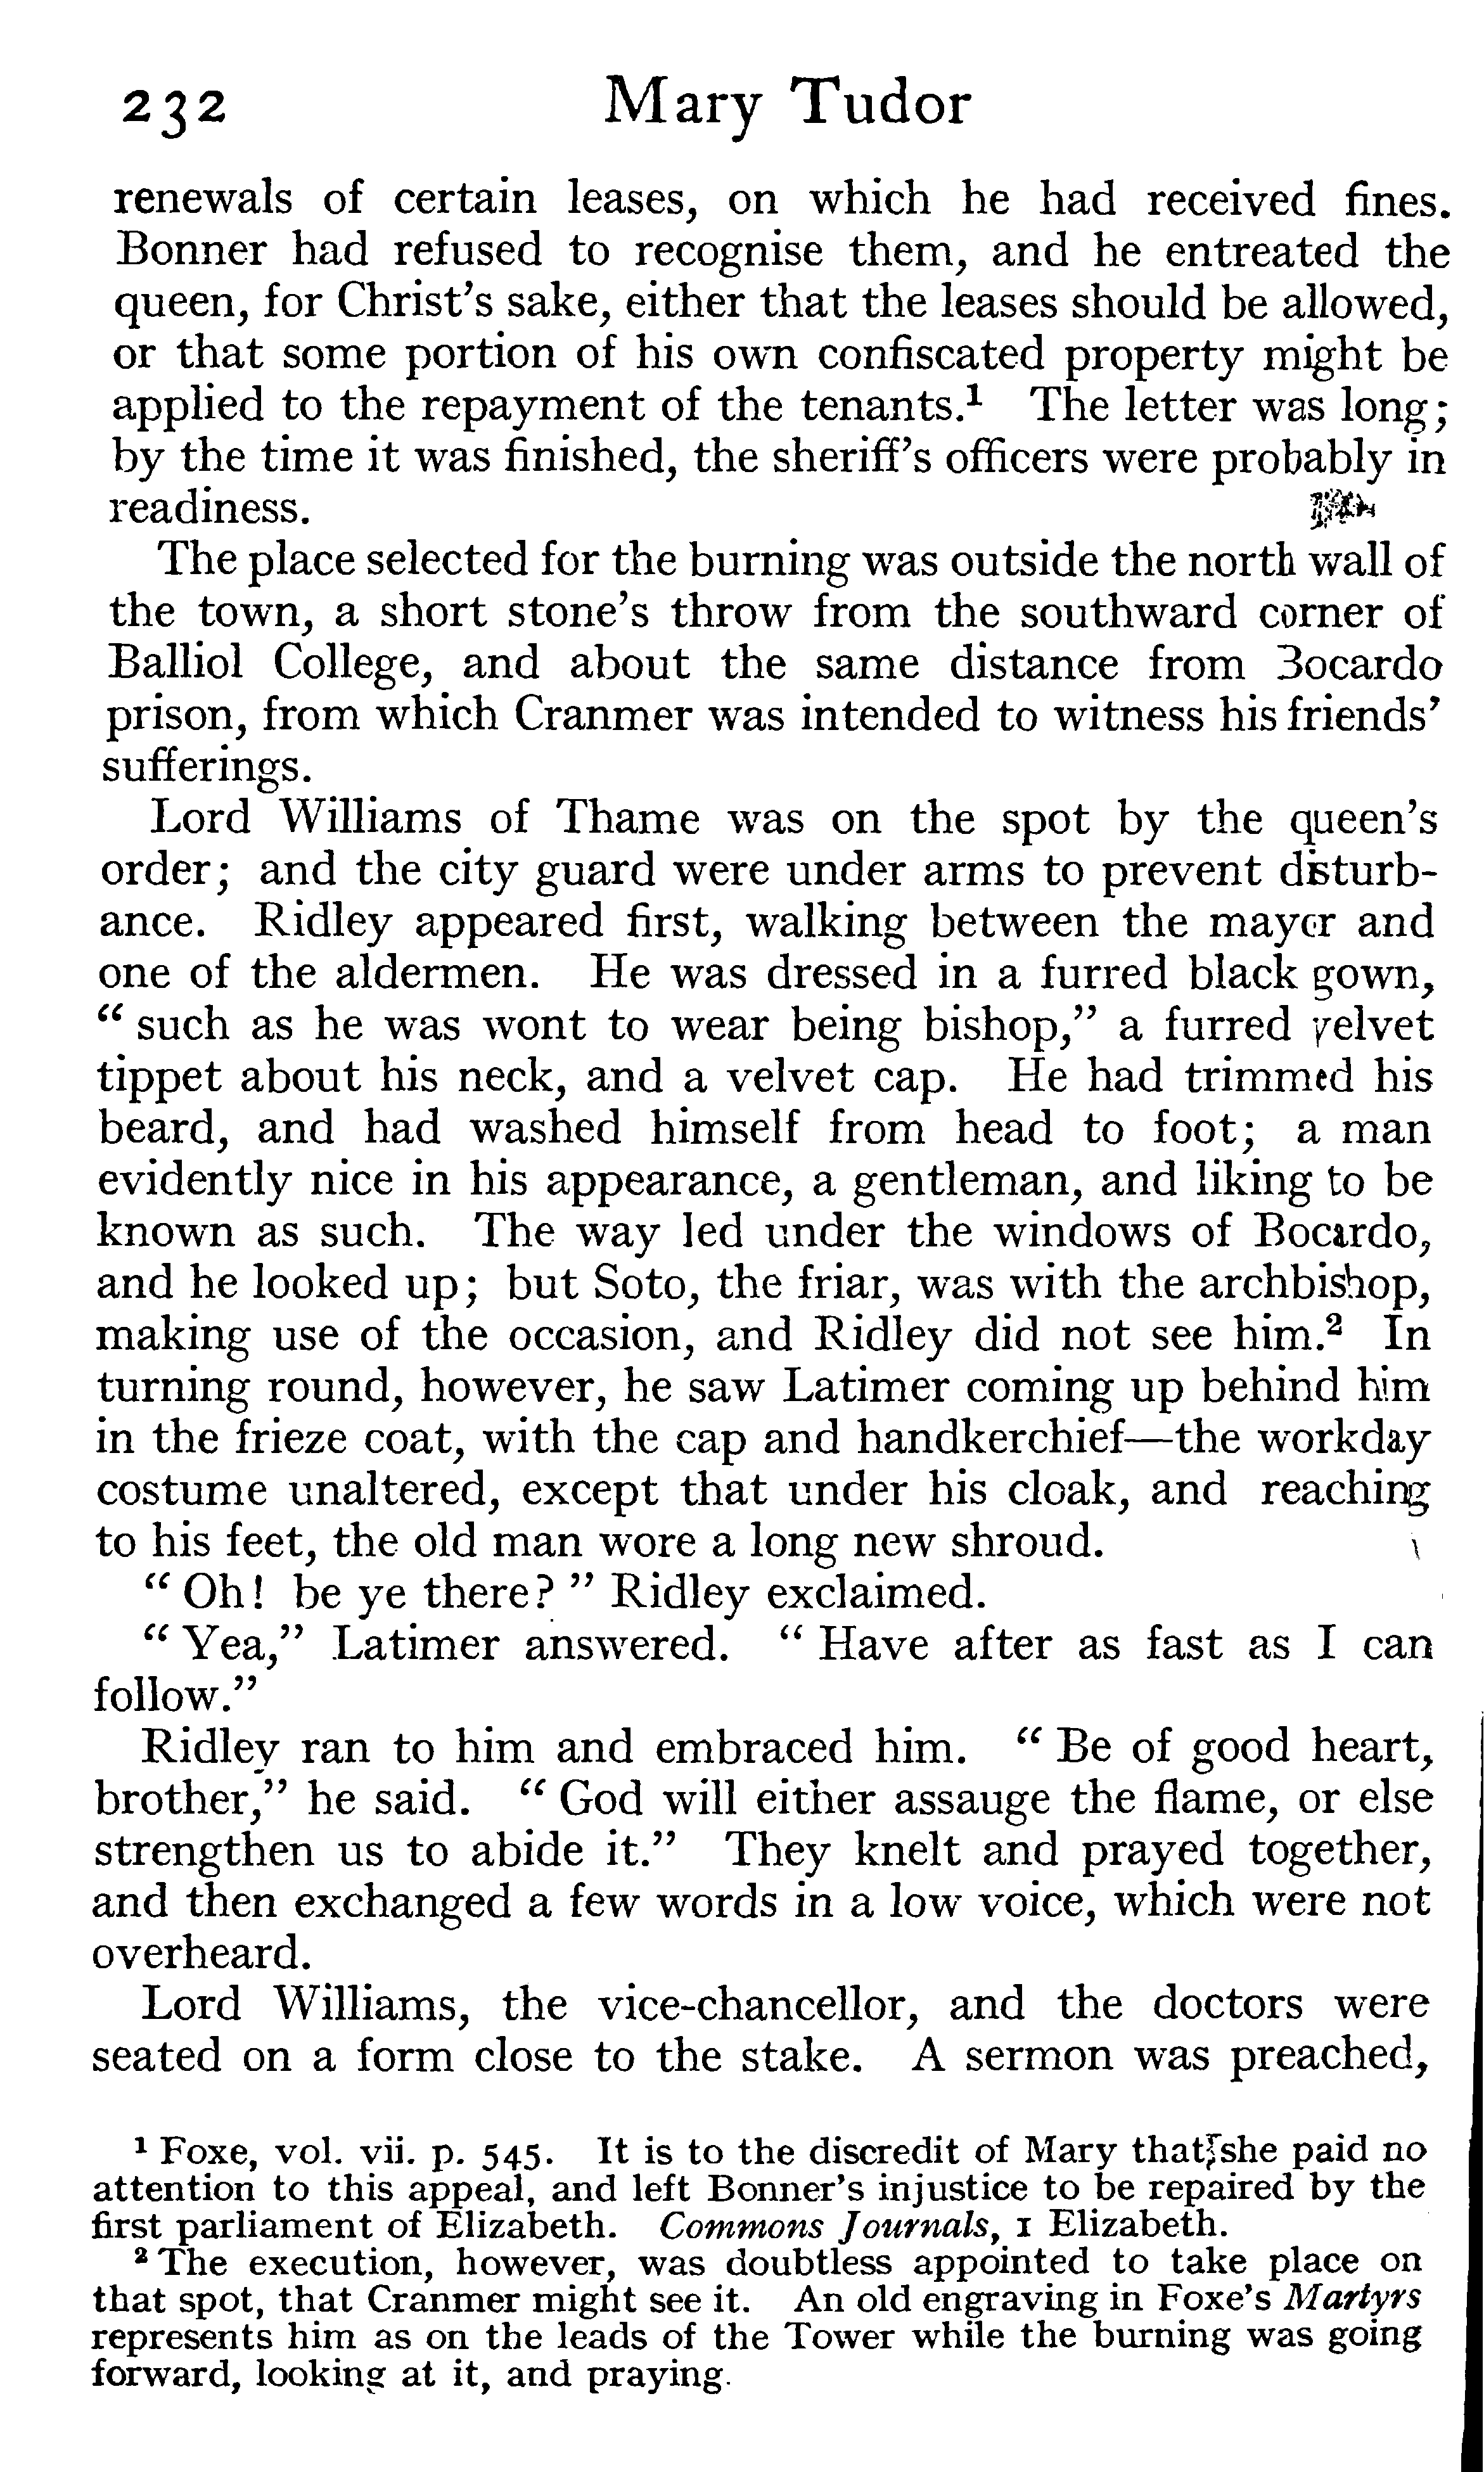 232 Mary Tudor
renewals of certain leases, on which he had received fines.
Bonner had refused to recognise them, and he entreated the
queen, for Christ's sake, either that the leases should be allowed,
or that some portion of his own confiscated property might be
applied to the repayment of the tenants.¹ The letter was long;
by the time it was finished, the sheriff's officers were probably in
readiness.
The place selected for the burning was outside the north wall of
the town, a short stone's throw from the southward corner of
Balliol College, and about the same distance from Bocardo
prison, from which Cranmer was intended to witness his friends'
sufferings.
Lord Williams of Thame was on the spot by the queen's
order; and the city guard were under arms to prevent disturb-
ance. Ridley appeared first, walking between the mayor and
one of the aldermen. He was dressed in a furred black gown,
"such as he was wont to wear being bishop," a furred velvet
tippet about his neck, and a velvet cap. He had trimmed his
beard, and had washed himself from head to foot; a man
evidently nice in his appearance, a gentleman, and liking to be
known as such. The way led under the windows of Bocardo,
and he looked up; but Soto, the friar, was with the archbishop,
making use of the occasion, and Ridley did not see him.² In
turning round, however, he saw Latimer coming up behind him
in the frieze coat, with the cap and handkerchief—the workday
costume unaltered, except that under his cloak, and reaching
to his feet, the old man wore a long new shroud.
"Oh! be ye there?" Ridley exclaimed.
"Yea," Latimer answered. "Have after as fast as I can
follow."
Ridley ran to him and embraced him. "Be of good heart,
brother," he said. "God will either assauge the flame, or else
strengthen us to abide it." They knelt and prayed together,
and then exchanged a few words in a low voice, which were not
overheard.
Lord Williams, the vice-chancellor, and the doctors were
seated on a form close to the stake. A sermon was preached,
¹ Foxe, vol. vii. p. 545. It is to the discredit of Mary that she paid no
attention to this appeal, and left Bonner's injustice to be repaired by the
first parliament of Elizabeth. Commons Journals, 1 Elizabeth.
² The execution, however, was doubtless appointed to take place on
that spot, that Cranmer might see it. An old engraving in Foxe's Martyrs
represents him as on the leads of the Tower while the burning was going
forward, looking at it, and praying.